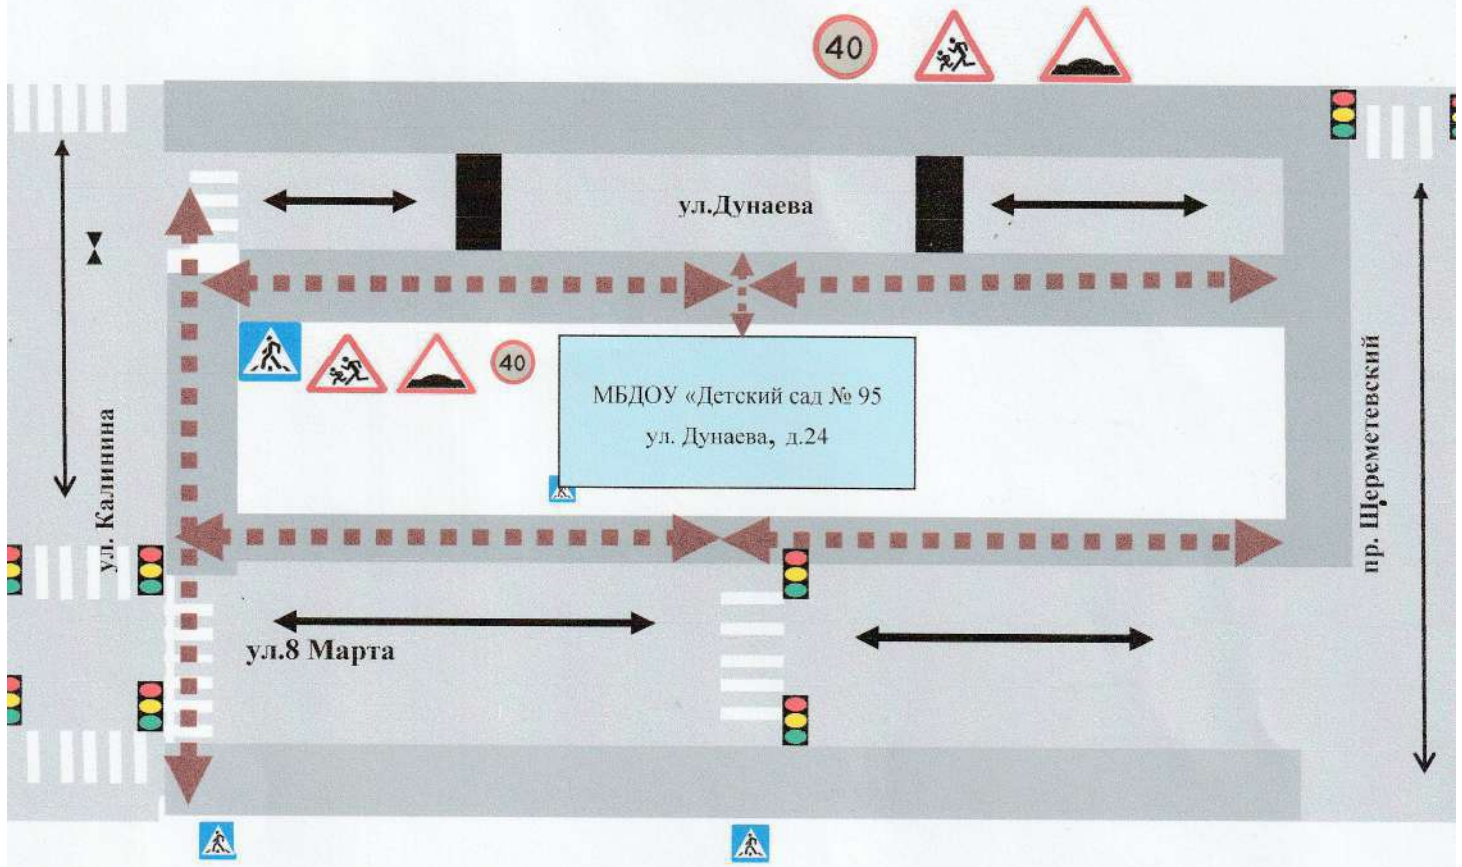 40
ул.Дунаева
40
МБДОУ «Детский сад № 95
ул. Дунаева, д.24
ул. Калинина
пр. Шереметевский
ул.8 Марта